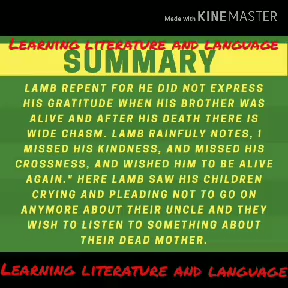 Made with KINEMASTER
Learning literature and language
SUMMARY
LAMB REPENT FOR HE DID NOT EXPRESS
HIS GRATITUDE WHEN HIS BROTHER WAS
ALIVE AND AFTER HIS DEATH THERE IS
WIDE CHASM. LAMB RAINFULY NOTES, I
MISSED HIS KINDNESS, AND MISSED HIS
CROSSNESS, AND WISHED HIM TO BE ALIVE
AGAIN." HERE LAMB SAW HIS CHILDREN
CRYING AND PLEADING NOT TO GO ON
ANYMORE ABOUT THEIR UNCLE AND THEY
WISH TO LISTEN TO SOMETHING ABOUT
THEIR DEAD MOTHER.
Learning literature and language